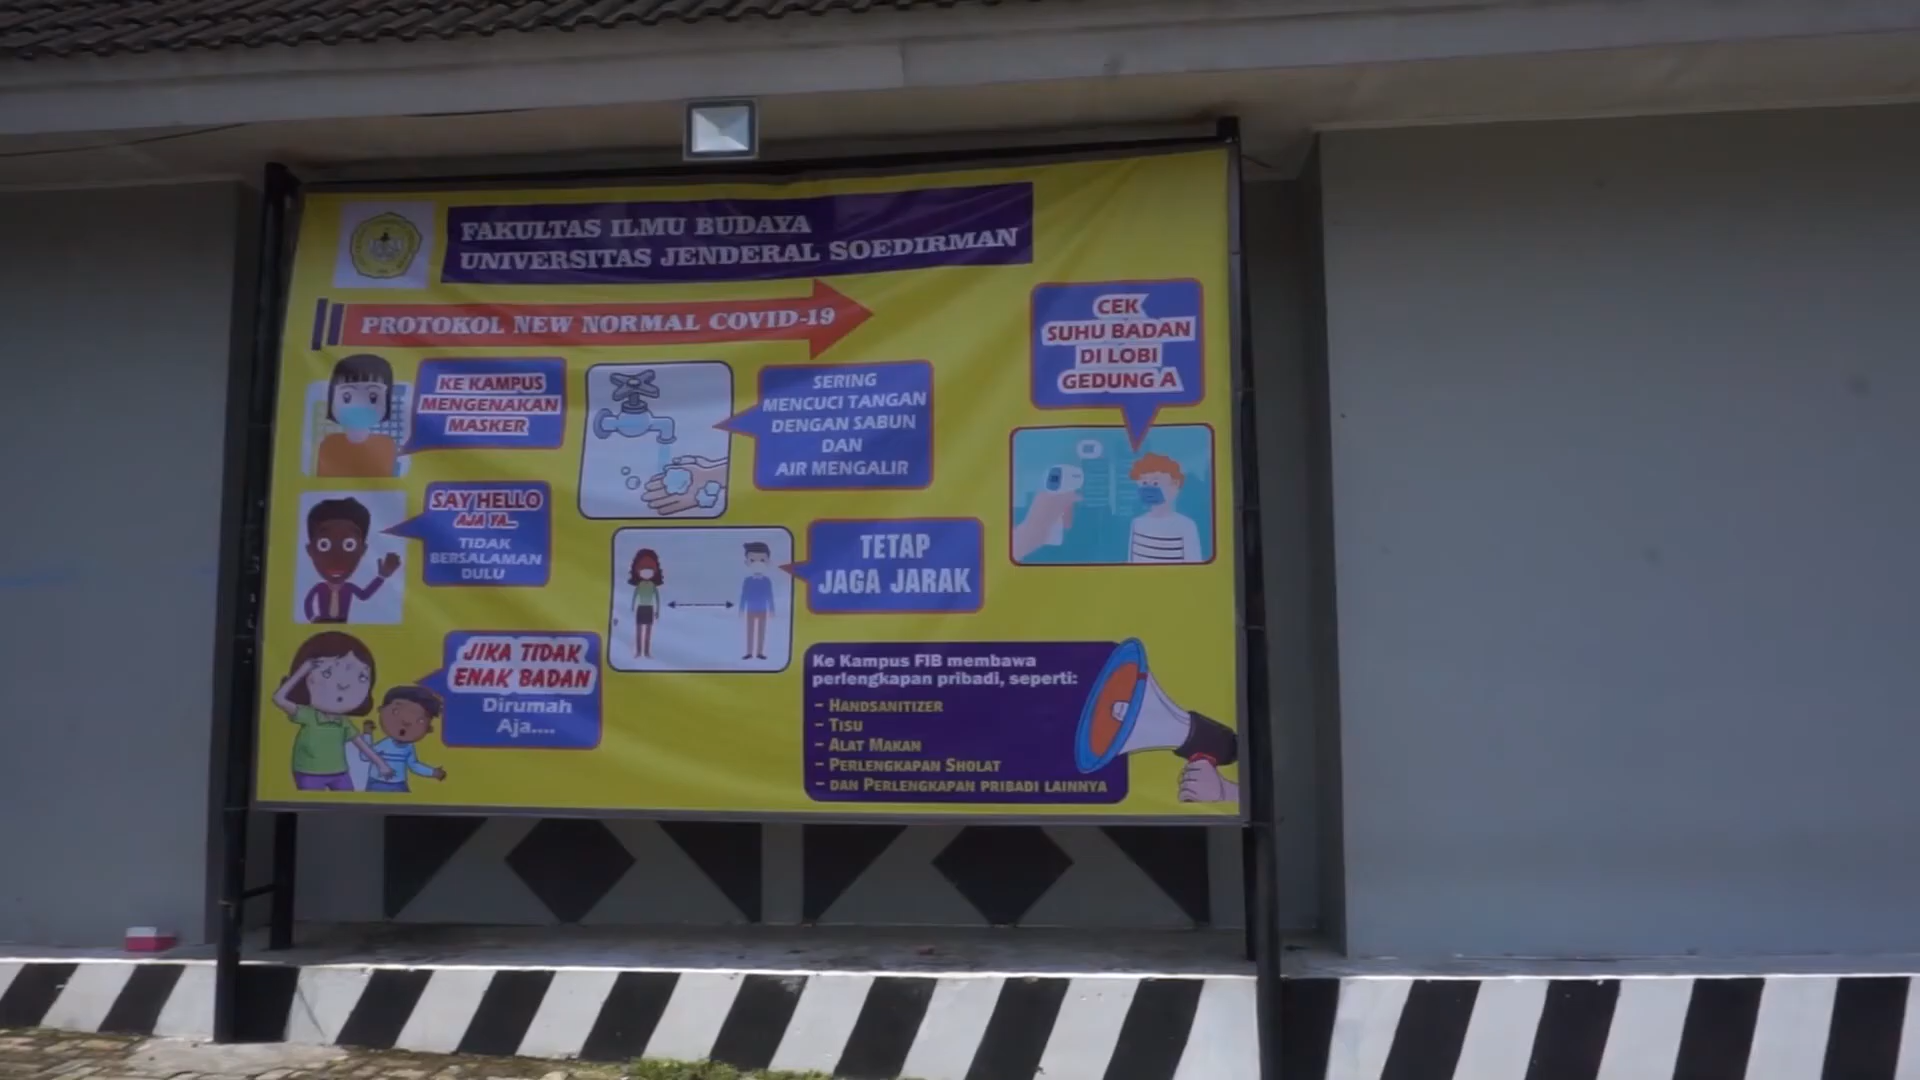 FAKULTAS ILMU BUDAYA
UNIVERSITAS JENDERAL SOEDIRMAN
PROTOKOL NEW NORMAL COVID-19
KE KAMPUS
MENGENAKAN
MASKER
SERING
MENCUCI TANGAN
DENGAN SABUN
DAN
AIR MENGALIR
CEK
SUHU BADAN
DI LOBI
GEDUNG A
SAY HELLO
AJA YA...
TIDAK
BERSALAMAN
DULU
TETAP
JAGA JARAK
JIKA TIDAK
ENAK BADAN
Dirumah
Aja....
Ke Kampus FIB membawa
perlengkapan pribadi, seperti:
- HANDSANITIZER
- TISU
- ALAT MAKAN
- PERLENGKAPAN SHOLAT
- DAN PERLENGKAPAN PRIBADI LAINNYA